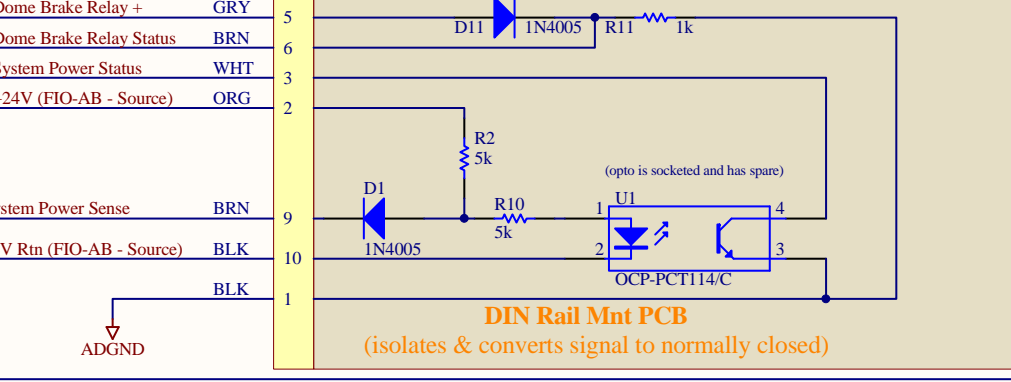 Dome Brake Relay + GRY 5
D11 1N4005 R11 1k
Dome Brake Relay Status BRN 6
System Power Status WHT 3
24V (FIO-AB - Source) ORG 2
R2
5k
(opto is socketed and has spare)
D1 U1
Power Sense BRN 9 R10 1 4
1N4005 5k
V Rtn (FIO-AB - Source) BLK 10 2 3
OCP-PCT114/C
BLK 1
DIN Rail Mnt PCB
ADGND (isolates & converts signal to normally closed)